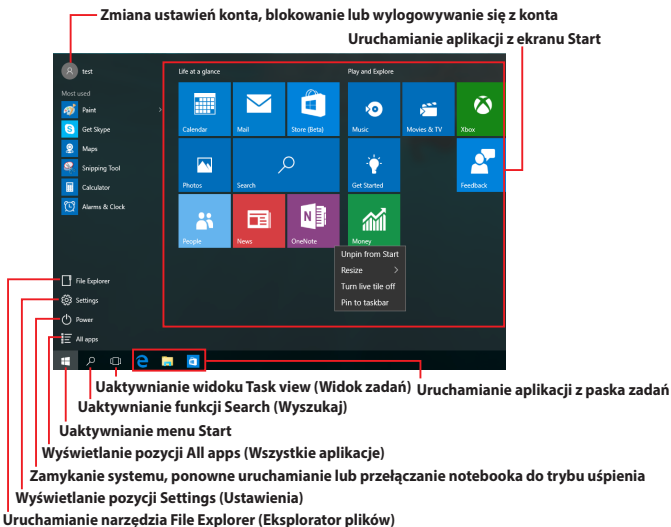 Zmiana ustawień konta, blokowanie lub wylogowywanie się z konta
Uruchamianie aplikacji z ekranu Start
test
Life at a glance
Play and Explore
Most used
Paint
Get Skype
Maps
Snipping Tool
Calculator
Alarms & Clock
Calendar
Mail
Store (Beta)
Music
Movies & TV
Xbox
Photos
Search
Get Started
Feedback
People
News
OneNote
Money
Unpin from Start
Resize
Turn live tile off
Pin to taskbar
File Explorer
Settings
Power
All apps
Uaktywnianie widoku Task view (Widok zadań)
Uruchamianie aplikacji z paska zadań
Uaktywnianie funkcji Search (Wyszukaj)
Uaktywnianie menu Start
Wyświetlanie pozycji All apps (Wszystkie aplikacje)
Zamykanie systemu, ponowne uruchamianie lub przełączanie notebooka do trybu uśpienia
Wyświetlanie pozycji Settings (Ustawienia)
Uruchamianie narzędzia File Explorer (Eksplorator plików)